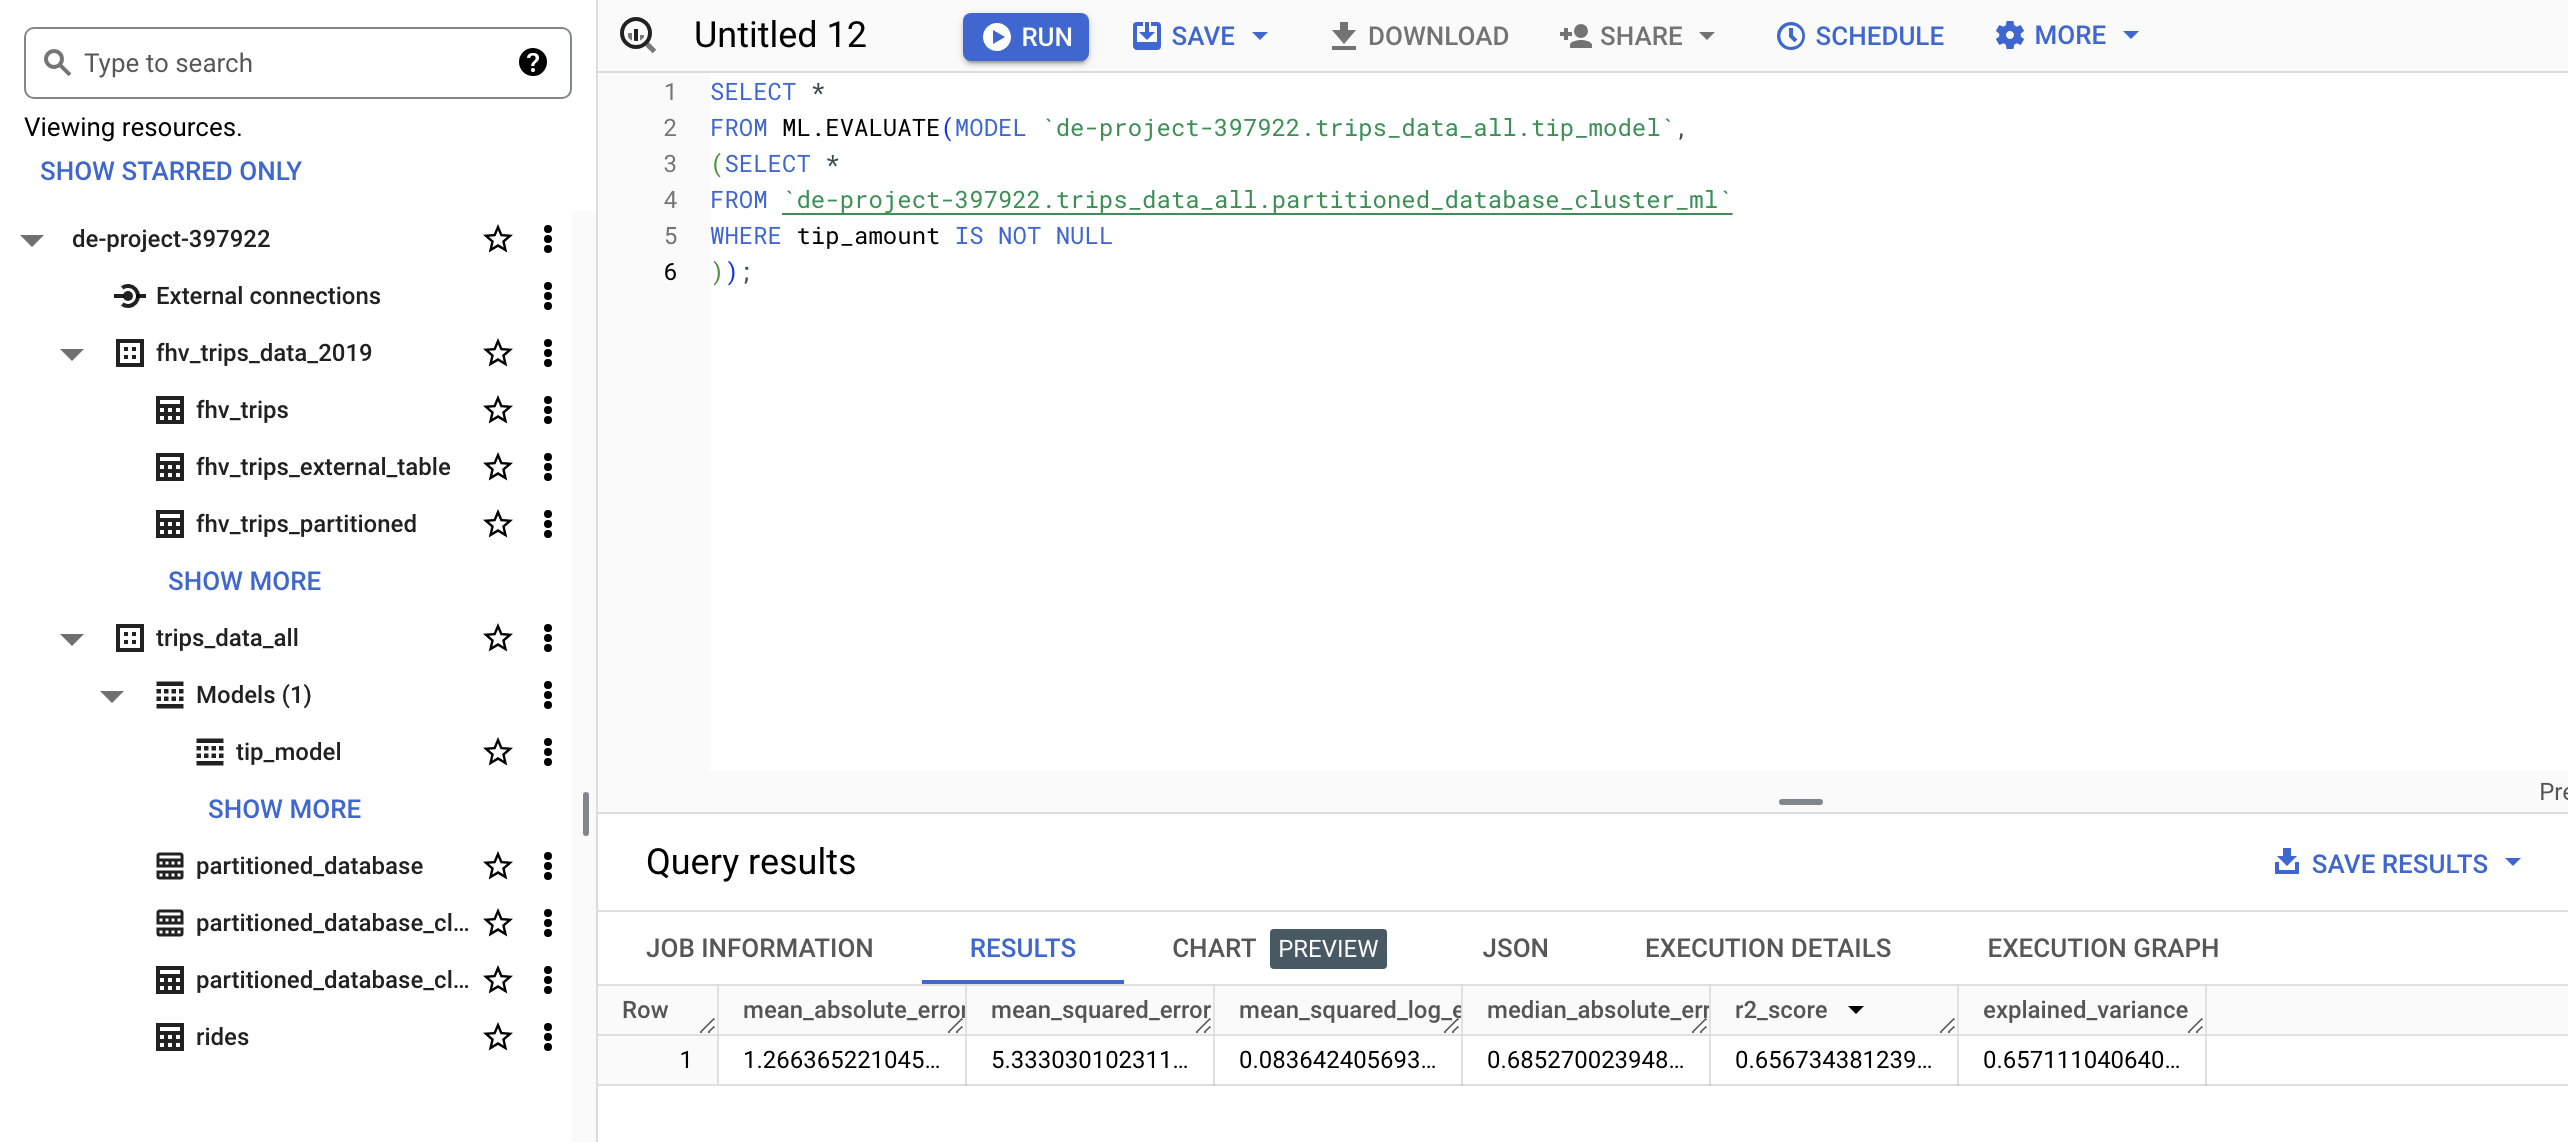 Type to search
Viewing resources.
SHOW STARRED ONLY
de-project-397922
External connections
fhv_trips_data_2019
fhv_trips
fhv_trips_external_table
fhv_trips_partitioned
SHOW MORE
trips_data_all
Models (1)
tip_model
SHOW MORE
partitioned_database
partitioned_database_cl...
partitioned_database_cl...
rides
Untitled 12 RUN SAVE DOWNLOAD SHARE SCHEDULE MORE
1 SELECT *
2 FROM ML.EVALUATE(MODEL `de-project-397922.trips_data_all.tip_model`,
3 (SELECT *
4 FROM `de-project-397922.trips_data_all.partitioned_database_cluster_ml`
5 WHERE tip_amount IS NOT NULL
6 ));
Pre
Query results SAVE RESULTS
JOB INFORMATION RESULTS CHART PREVIEW JSON EXECUTION DETAILS EXECUTION GRAPH
Row mean_absolute_error mean_squared_error mean_squared_log_e median_absolute_err r2_score explained_variance
1 1.266365221045... 5.333030102311... 0.083642405693... 0.685270023948... 0.656734381239... 0.657111040640...